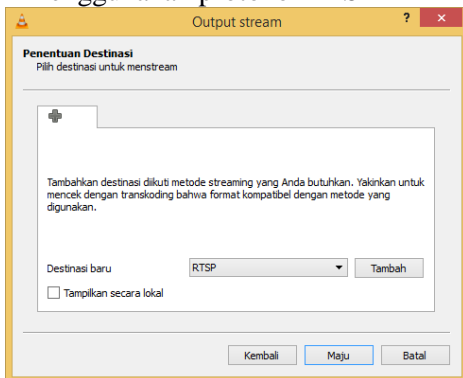 Output stream
?
×
Penentuan Destinasi
Pilih destinasi untuk menstream
Tambahkan destinasi diikuti metode streaming yang Anda butuhkan. Yakinkan untuk
mencek dengan transkoding bahwa format kompatibel dengan metode yang
digunakan.
Destinasi baru
RTSP
Tambah
Tampilkan secara lokal
Kembali
Maju
Batal